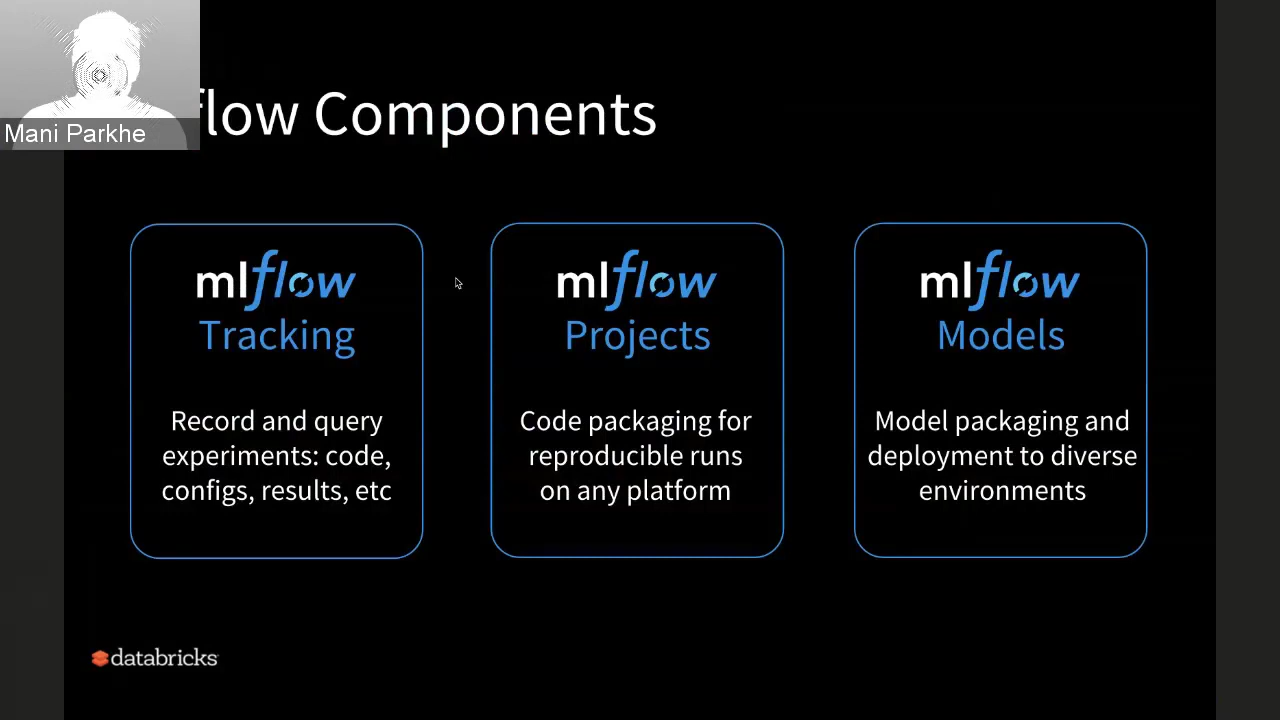 Mani Parkhe
flow Components
mlflow
Tracking
Record and query
experiments: code,
configs, results, etc
mlflow
Projects
Code packaging for
reproducible runs
on any platform
mlflow
Models
Model packaging and
deployment to diverse
environments
databricks